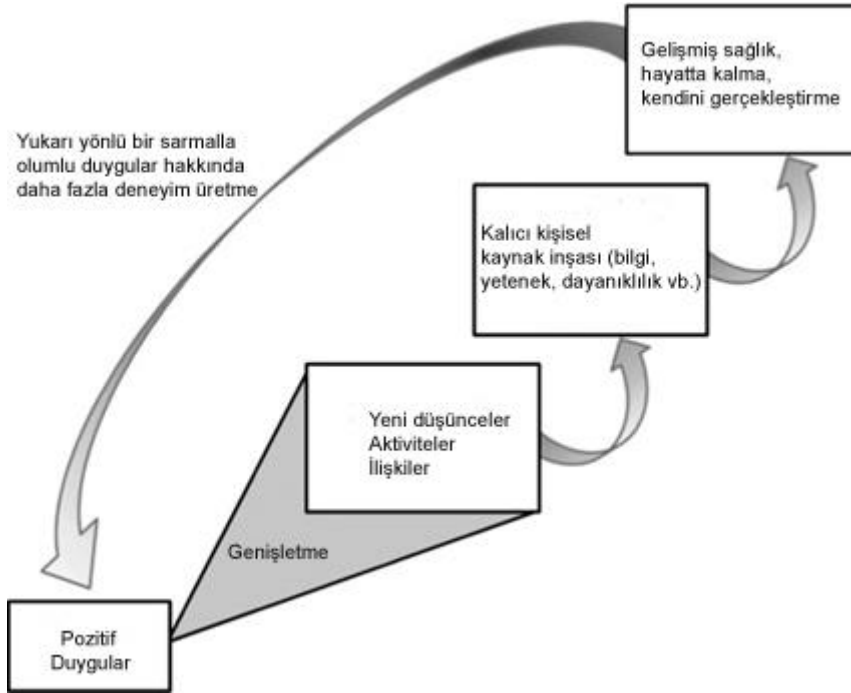 Gelişmiş sağlık,
hayatta kalma,
kendini gerçekleştirme
Yukarı yönlü bir sarmalla
olumlu duygular hakkında
daha fazla deneyim üretme
Kalıcı kişisel
kaynak inşası (bilgi,
yetenek, dayanıklılık vb.)
Yeni düşünceler
Aktiviteler
İlişkiler
Genişletme
Pozitif
Duygular